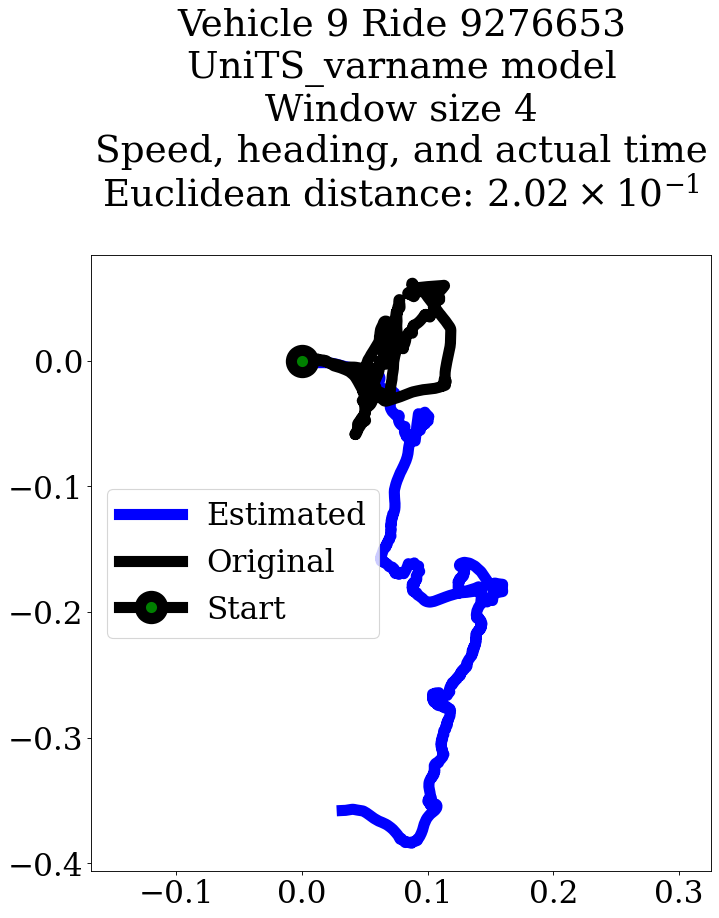 Vehicle 9 Ride 9276653
UniTS_varname model
Window size 4
Speed, heading, and actual time
Euclidean distance: 2.02 × 10⁻¹
0.0
−0.1
−0.2
−0.3
−0.4
Estimated
Original
Start
−0.1 0.0 0.1 0.2 0.3